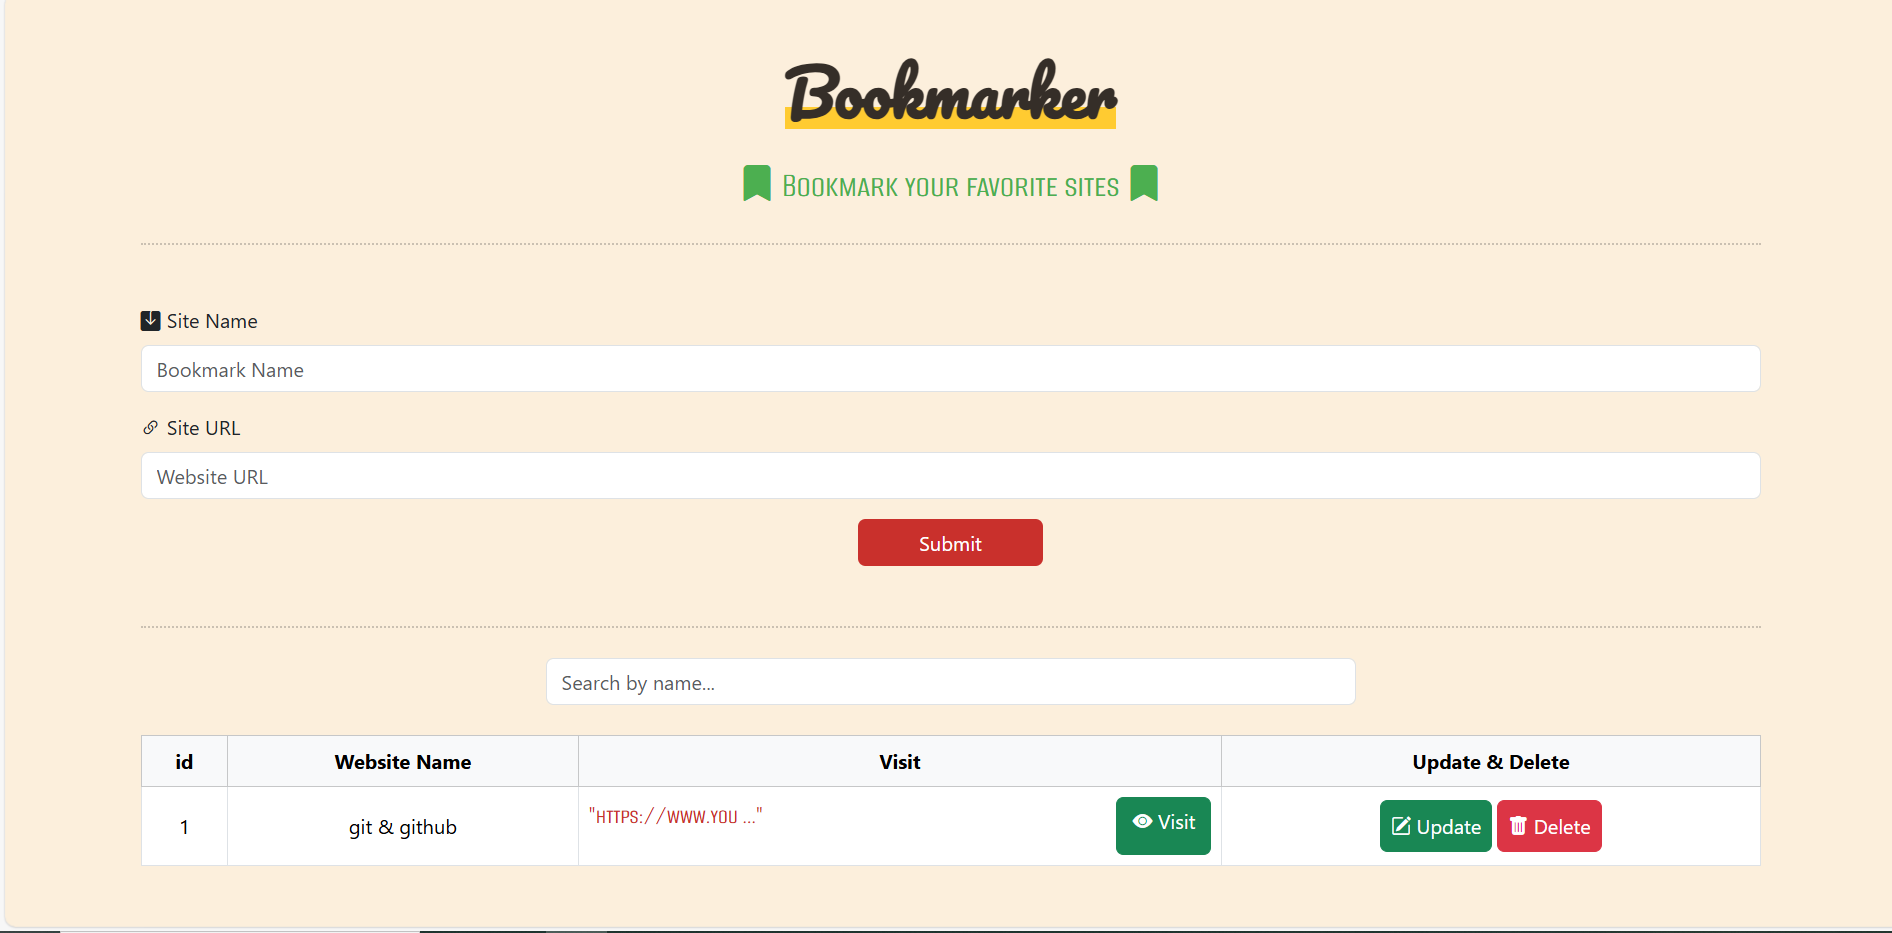 Bookmarker
Bookmark your favorite sites
Site Name
Bookmark Name
Site URL
Website URL
Submit
Search by name...
id Website Name Visit Update & Delete
1 git & github "https://www.you ..." Visit Update Delete